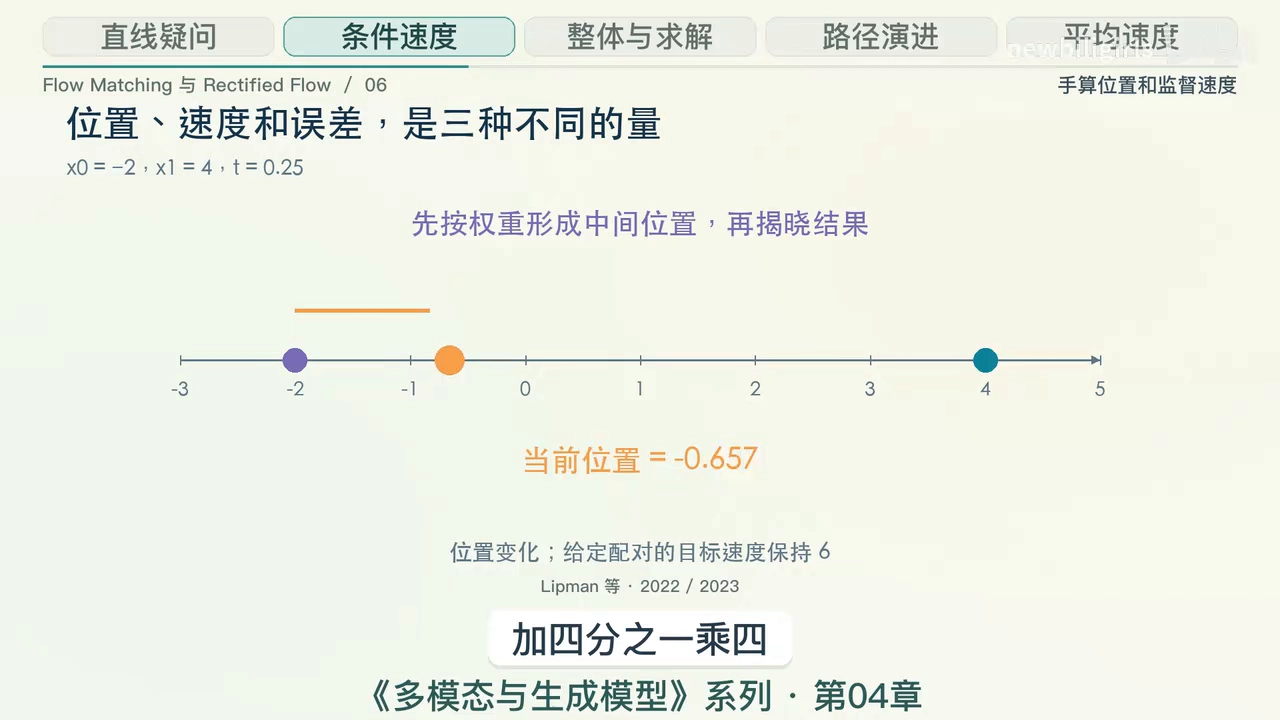 直线疑问
条件速度
整体与求解
路径演进
平均速度
Flow Matching 与 Rectified Flow / 06
手算位置和监督速度
位置、速度和误差，是三种不同的量
x0 = −2，x1 = 4，t = 0.25
先按权重形成中间位置，再揭晓结果
-3 -2 -1 0 1 2 3 4 5
当前位置 = -0.657
位置变化；给定配对的目标速度保持 6
Lipman 等 · 2022 / 2023
加四分之一乘四
《多模态与生成模型》系列 · 第04章